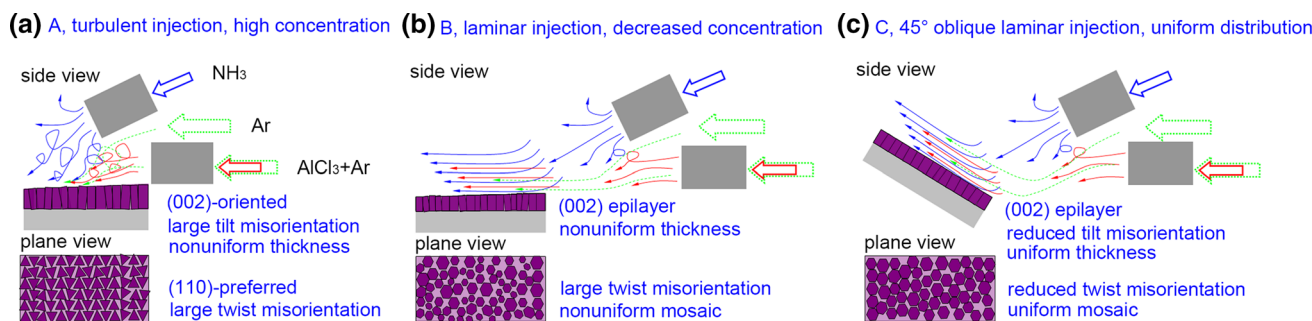 (a) A, turbulent injection, high concentration
side view
NH₃
Ar
AlCl₃+Ar
(002)-oriented
large tilt misorientation
nonuniform thickness
plane view
(110)-preferred
large twist misorientation
(b) B, laminar injection, decreased concentration
side view
(002) epilayer
nonuniform thickness
plane view
large twist misorientation
nonuniform mosaic
(c) C, 45° oblique laminar injection, uniform distribution
side view
(002) epilayer
reduced tilt misorientation
uniform thickness
plane view
reduced twist misorientation
uniform mosaic